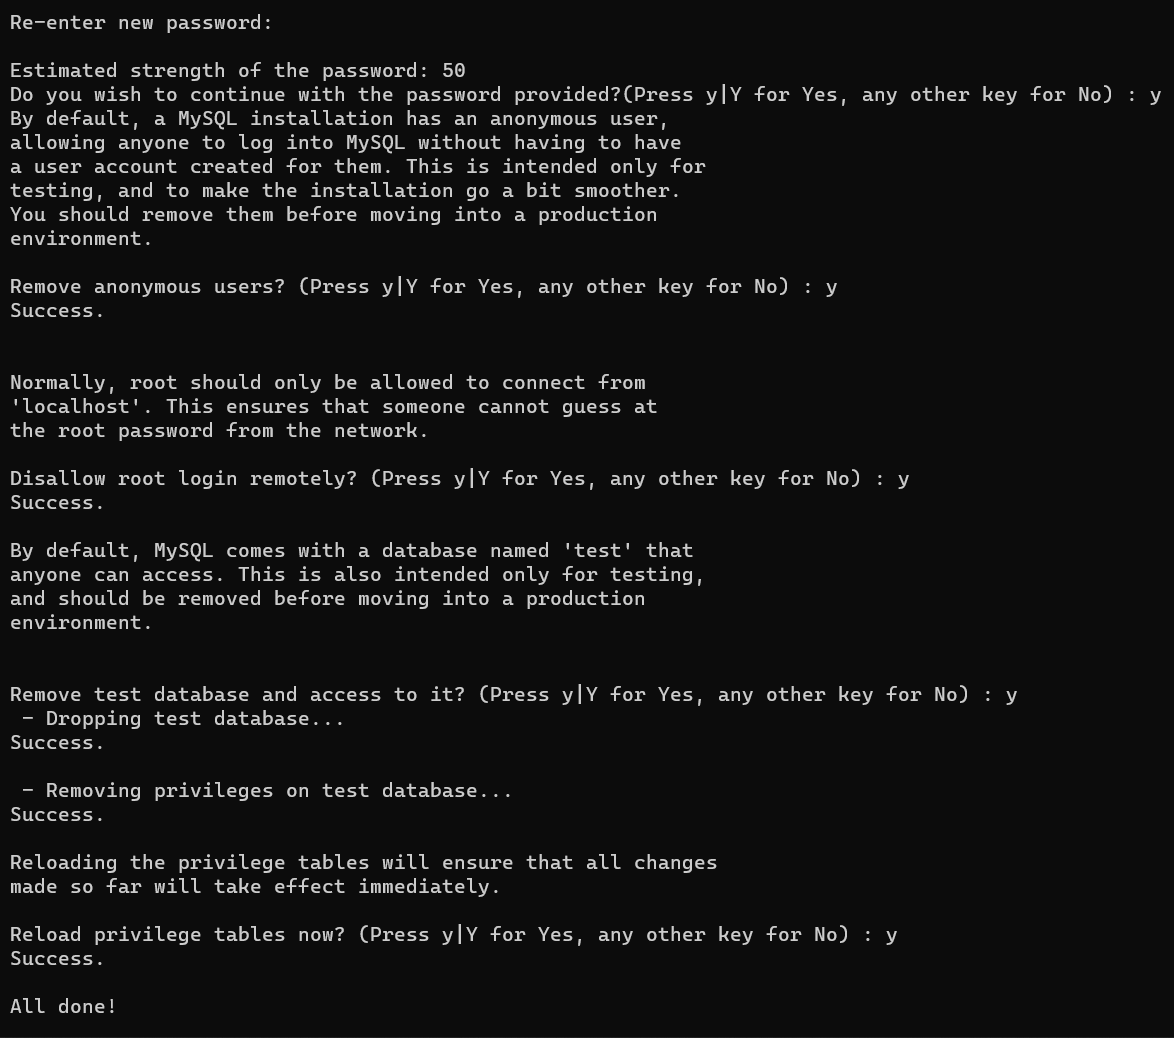 Re-enter new password:
Estimated strength of the password: 50
Do you wish to continue with the password provided?(Press y|Y for Yes, any other key for No) : y
By default, a MySQL installation has an anonymous user,
allowing anyone to log into MySQL without having to have
a user account created for them. This is intended only for
testing, and to make the installation go a bit smoother.
You should remove them before moving into a production
environment.
Remove anonymous users? (Press y|Y for Yes, any other key for No) : y
Success.
Normally, root should only be allowed to connect from
'localhost'. This ensures that someone cannot guess at
the root password from the network.
Disallow root login remotely? (Press y|Y for Yes, any other key for No) : y
Success.
By default, MySQL comes with a database named 'test' that
anyone can access. This is also intended only for testing,
and should be removed before moving into a production
environment.
Remove test database and access to it? (Press y|Y for Yes, any other key for No) : y
 - Dropping test database...
Success.
 - Removing privileges on test database...
Success.
Reloading the privilege tables will ensure that all changes
made so far will take effect immediately.
Reload privilege tables now? (Press y|Y for Yes, any other key for No) : y
Success.
All done!